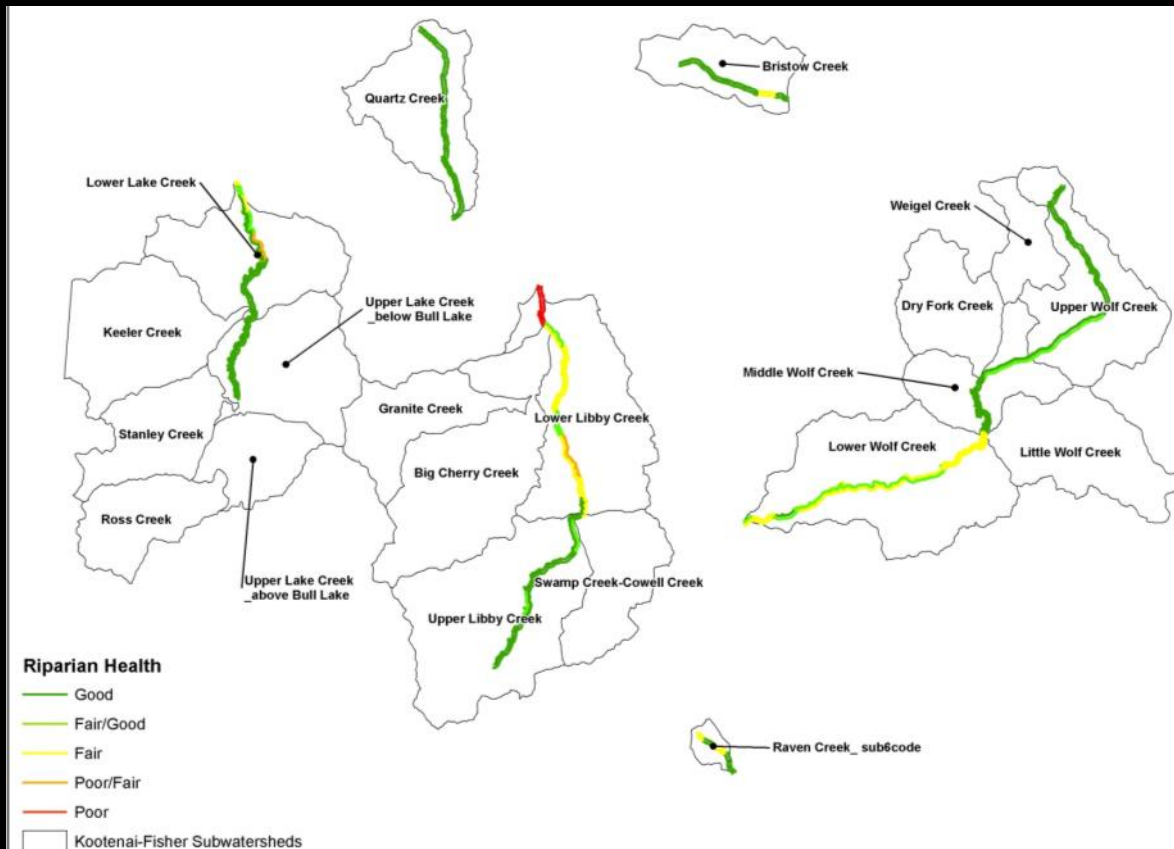 Quartz Creek
Bristow Creek
Lower Lake Creek
Weigel Creek
Keeler Creek
Upper Lake Creek
_below Bull Lake
Dry Fork Creek
Upper Wolf Creek
Middle Wolf Creek
Granite Creek
Lower Libby Creek
Stanley Creek
Lower Wolf Creek
Little Wolf Creek
Big Cherry Creek
Ross Creek
Upper Lake Creek
_above Bull Lake
Swamp Creek-Cowell Creek
Upper Libby Creek
Raven Creek_ sub6code
Riparian Health
Good
Fair/Good
Fair
Poor/Fair
Poor
Kootenai-Fisher Subwatersheds